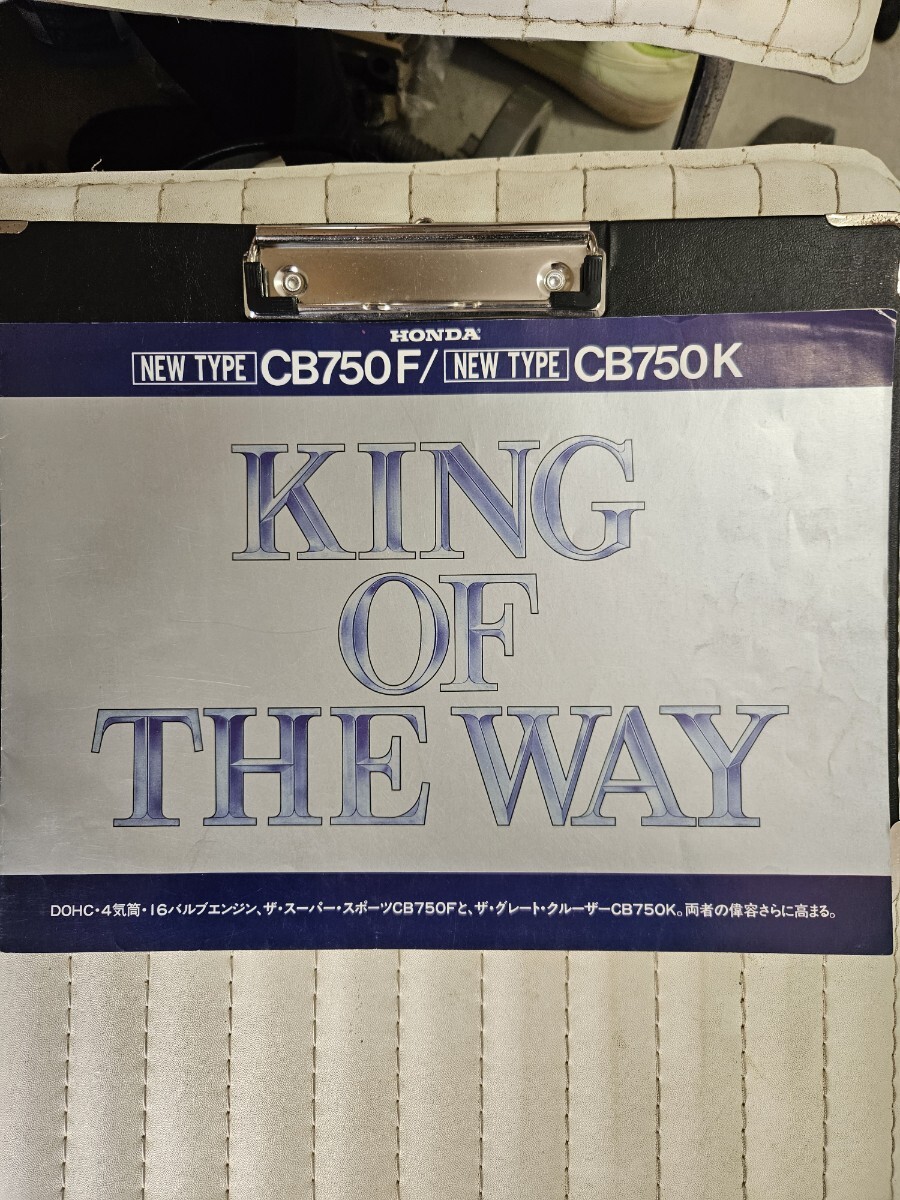 HONDA
NEW TYPE CB750F/NEW TYPE CB750K
KING
OF
THE WAY
DOHC・4気筒・16バルブエンジン、ザ・スーパー・スポーツCB750Fと、ザ・グレート・クルーザーCB750K。両者の偉容さらに高まる。